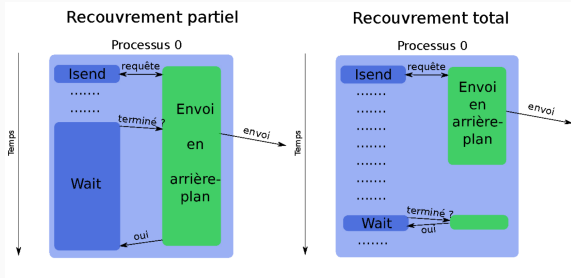 Recouvrement partiel
Processus 0
Temps
Isend
requête
.......
.......
terminé ?
Envoi
en
arrière-
plan
envoi
Wait
oui
Recouvrement total
Processus 0
Temps
Isend
requête
.......
.......
.......
.......
.......
.......
.......
Envoi
en
arrière-
plan
envoi
Wait
terminé ?
oui
.......